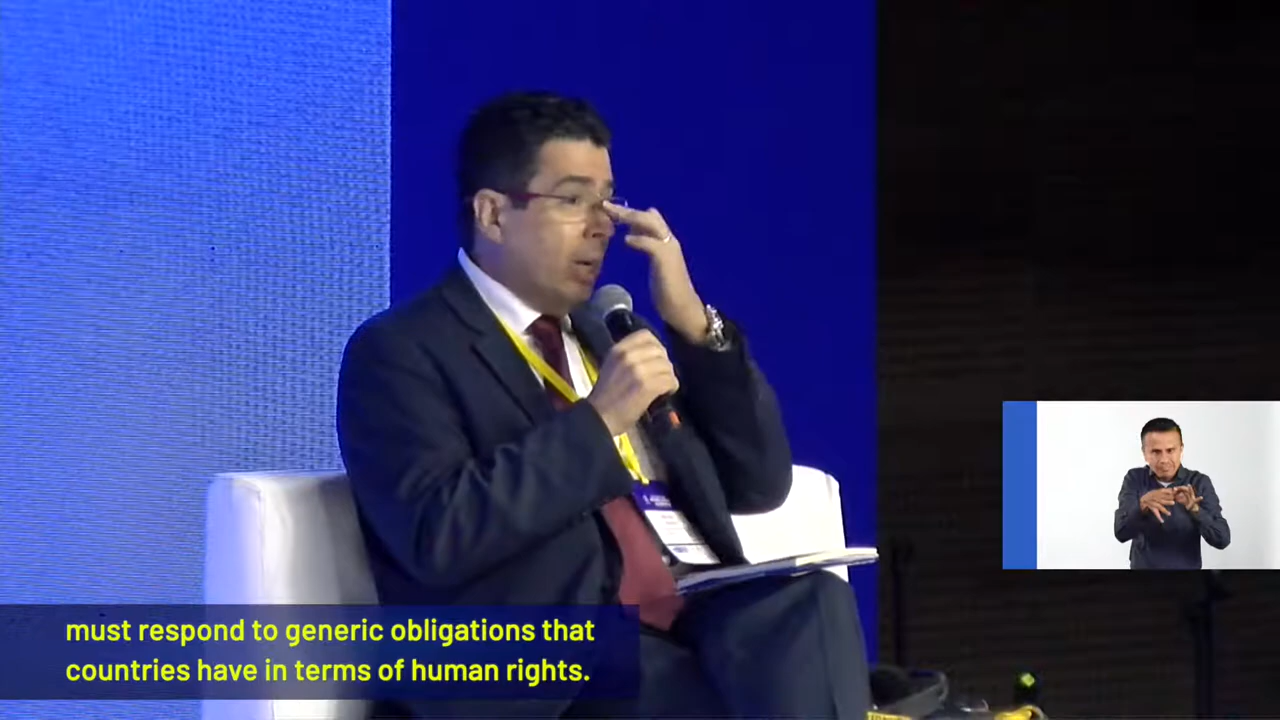 must respond to generic obligations that
countries have in terms of human rights.